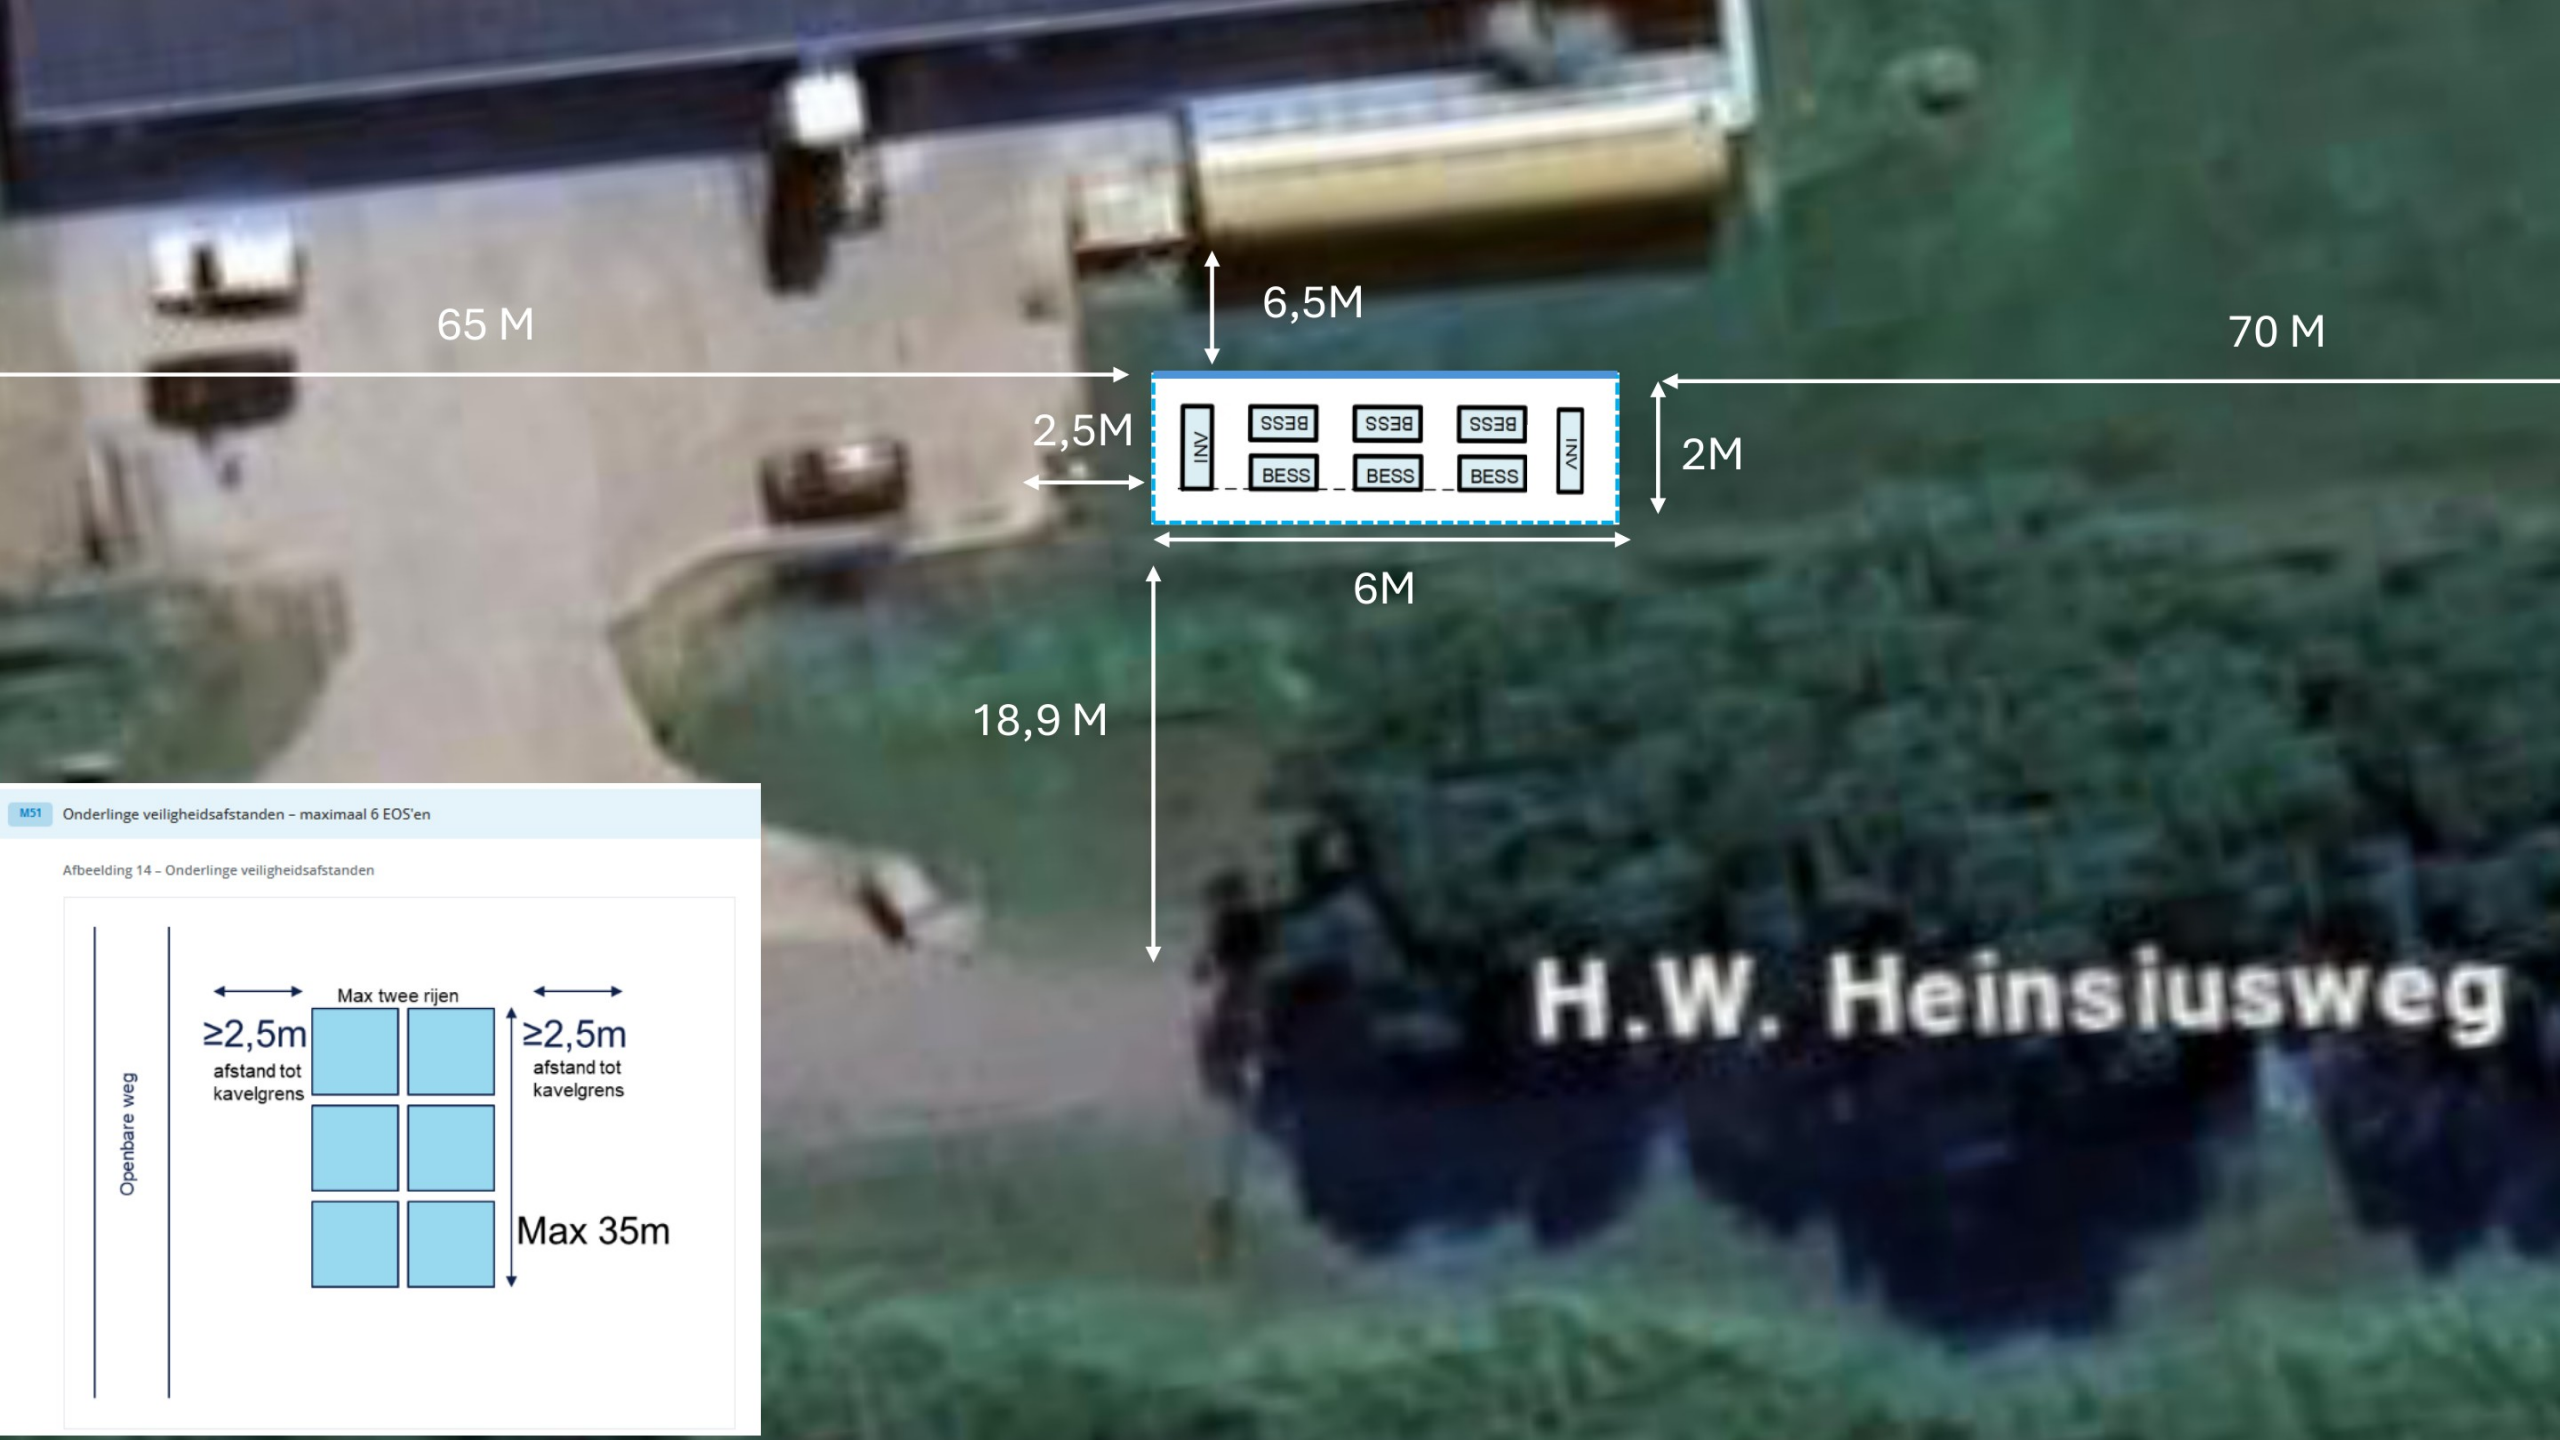 65 M
6,5M
70 M
2,5M
INV
BESS BESS BESS
BESS BESS BESS
INV
2M
6M
18,9 M
H.W. Heinsiusweg
M51 Onderlinge veiligheidsafstanden – maximaal 6 EOS'en
Afbeelding 14 – Onderlinge veiligheidsafstanden
Max twee rijen
≥2,5m
afstand tot
kavelgrens
≥2,5m
afstand tot
kavelgrens
Openbare weg
Max 35m